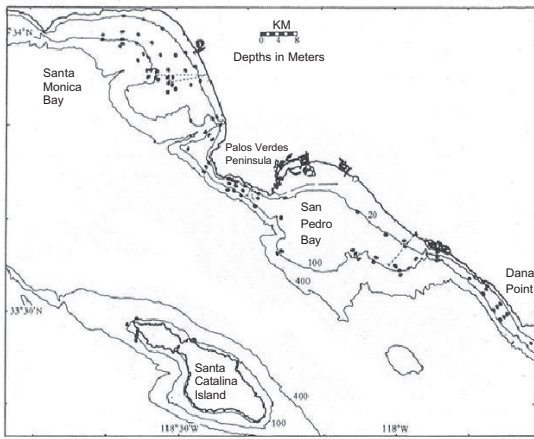 34°N
KM
0 4 8
Depths in Meters
Santa
Monica
Bay
Palos Verdes
Peninsula
San
Pedro
Bay
20
100
400
Dana
Point
33°30'N
Santa
Catalina
Island
400
100
118°30'W
118°W